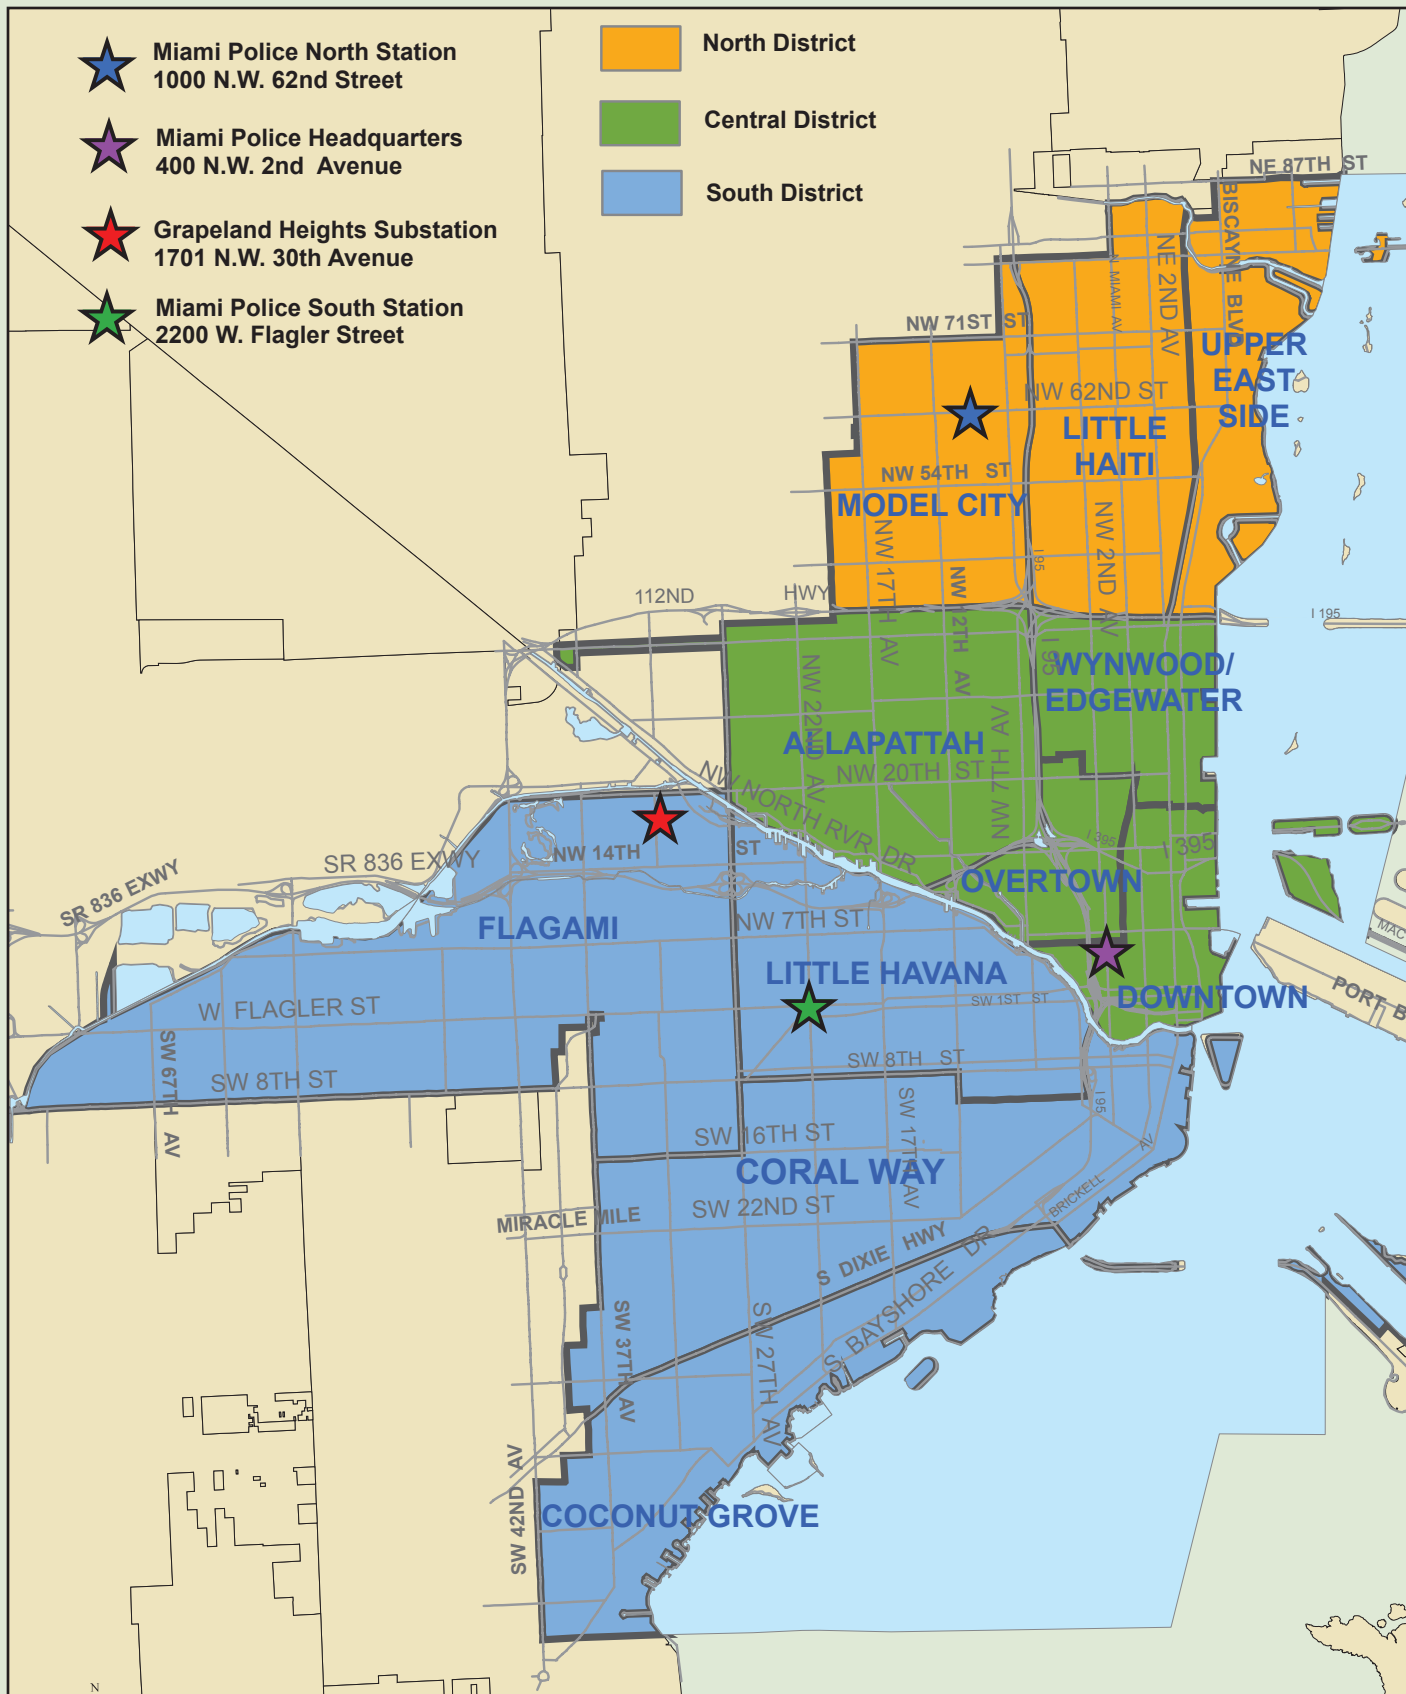 Miami Police North Station
1000 N.W. 62nd Street
Miami Police Headquarters
400 N.W. 2nd Avenue
Grapeland Heights Substation
1701 N.W. 30th Avenue
Miami Police South Station
2200 W. Flagler Street
North District
Central District
South District
NE 87TH ST
BISCAYNE BLVD
NE 2ND AV
N MIAMI AV
NW 71ST ST ST
UPPER
EAST
SIDE
NW 62ND ST
LITTLE
HAITI
NW 54TH ST
MODEL CITY
NW 17TH AV
NW 12TH AV
NW 2ND AV
I 95
112ND HWY
I 195
I 95
WYNWOOD/
EDGEWATER
NW 22ND AV
NW 7TH AV
ALLAPATTAH
NW 20TH ST
NW NORTH RVR DR
I 395
I 395
NW 14TH ST
SR 836 EXWY
SR 836 EXWY
OVERTOWN
NW 7TH ST
FLAGAMI
MAC
LITTLE HAVANA
PORT B
DOWNTOWN
SW 1ST ST
W FLAGLER ST
SW 67TH AV
SW 8TH ST
SW 8TH ST
I 95
SW 17TH AV
SW 16TH ST
AV
CORAL WAY
BRICKELL
SW 22ND ST
MIRACLE MILE
S DIXIE HWY
S BAYSHORE DR
SW 37TH AV
SW 27TH AV
SW 42ND AV
COCONUT GROVE
N